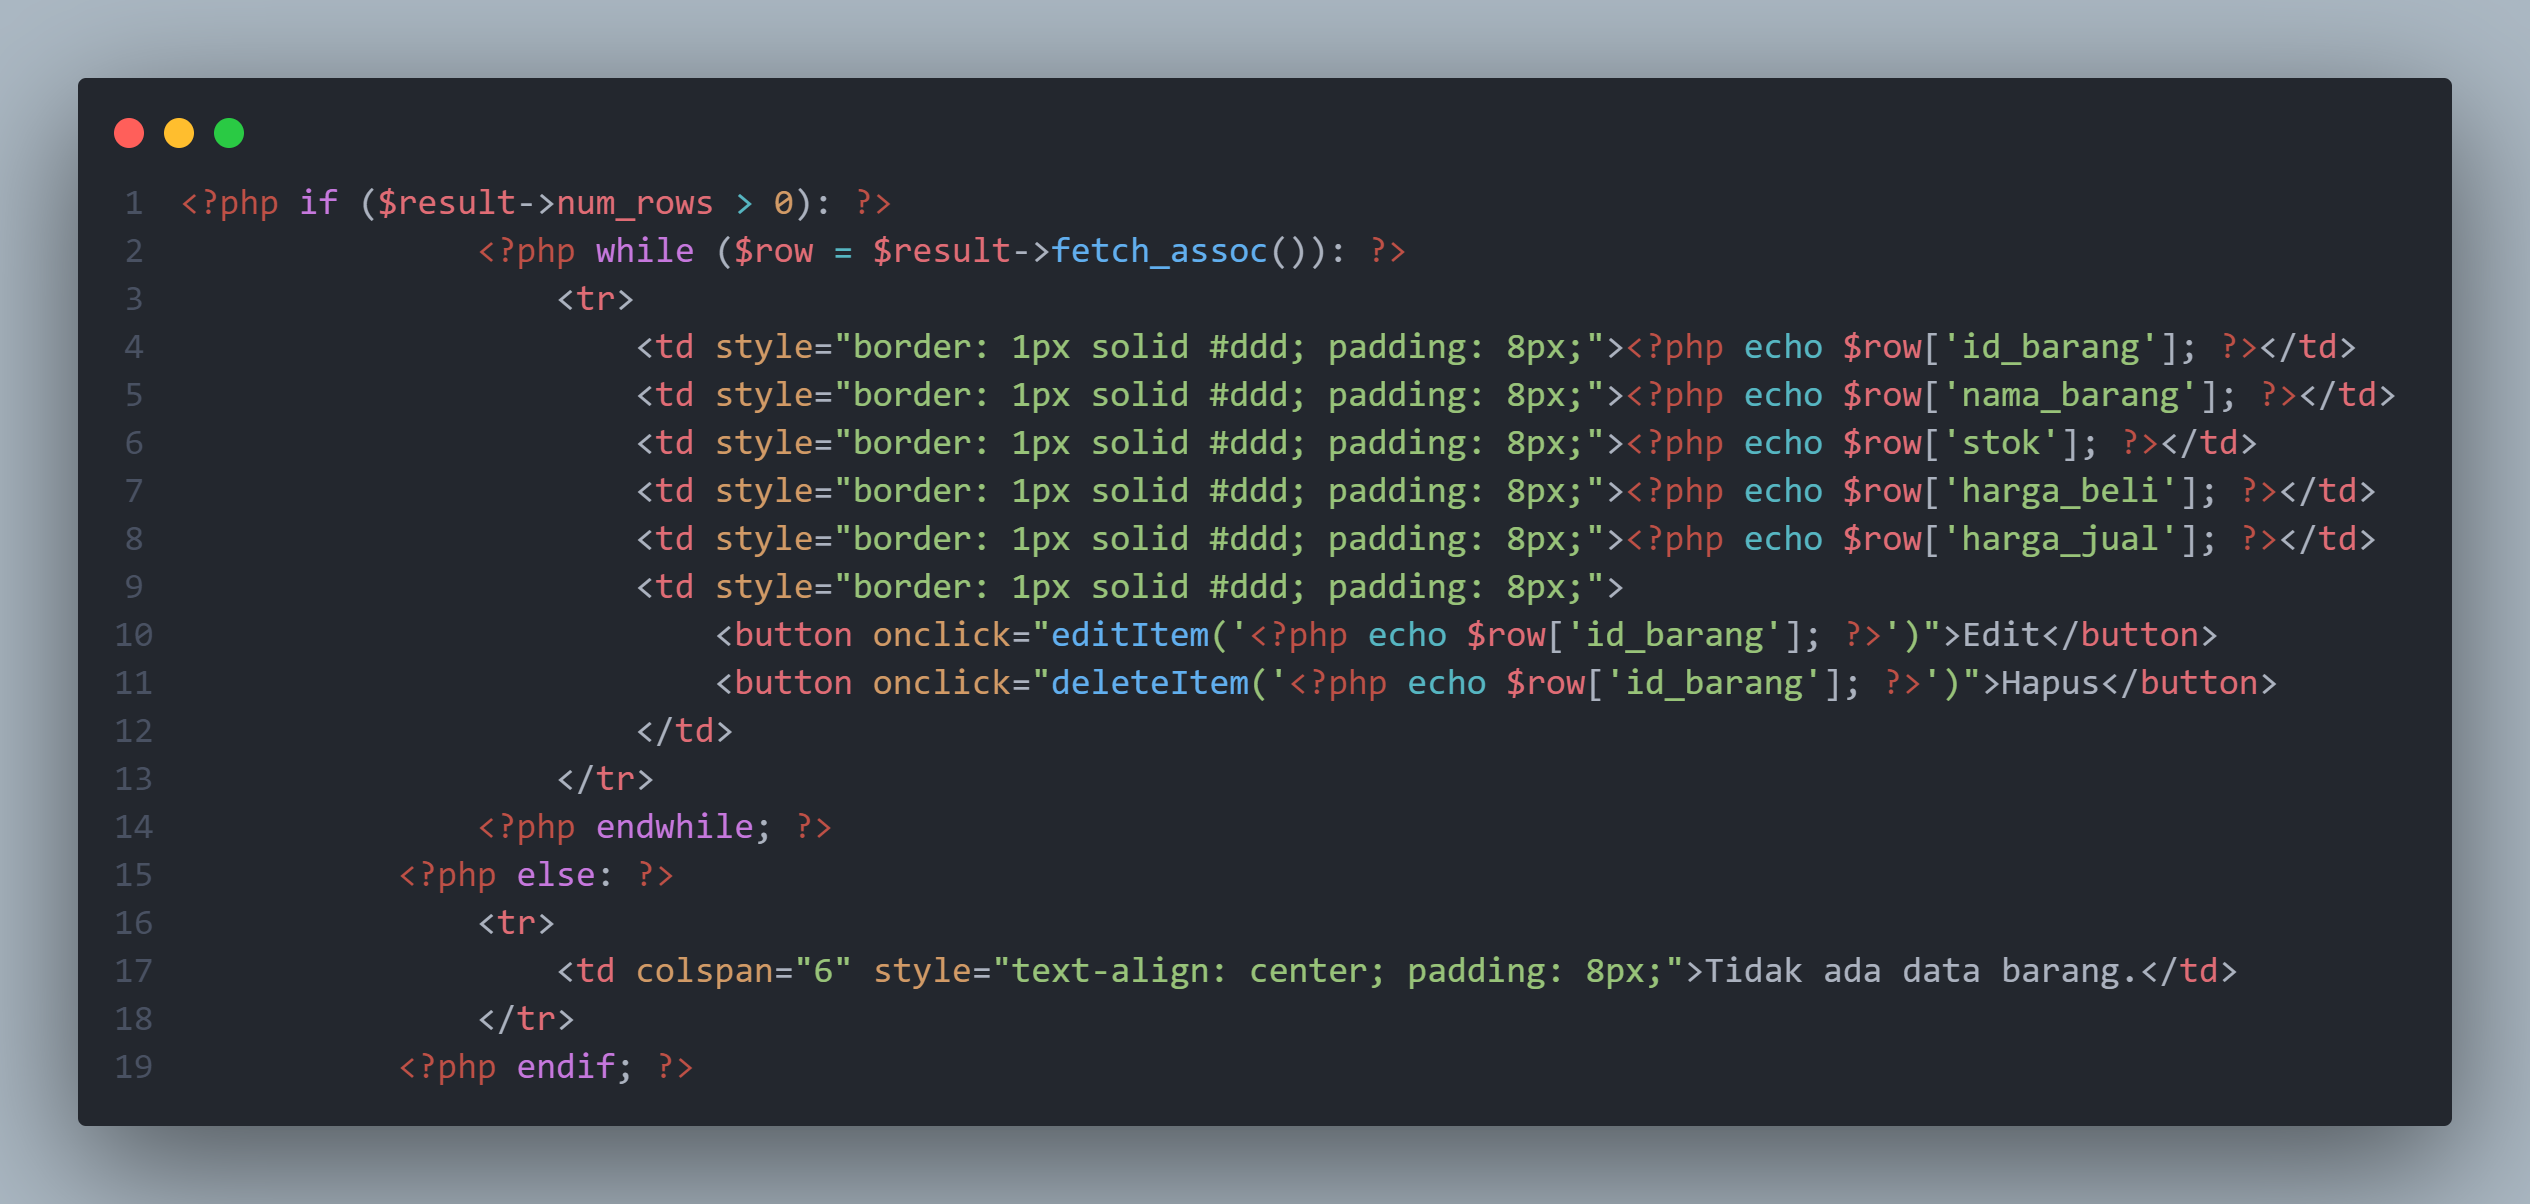 1 <?php if ($result->num_rows > 0): ?>
2 <?php while ($row = $result->fetch_assoc()): ?>
3 <tr>
4 <td style="border: 1px solid #ddd; padding: 8px;"><?php echo $row['id_barang']; ?></td>
5 <td style="border: 1px solid #ddd; padding: 8px;"><?php echo $row['nama_barang']; ?></td>
6 <td style="border: 1px solid #ddd; padding: 8px;"><?php echo $row['stok']; ?></td>
7 <td style="border: 1px solid #ddd; padding: 8px;"><?php echo $row['harga_beli']; ?></td>
8 <td style="border: 1px solid #ddd; padding: 8px;"><?php echo $row['harga_jual']; ?></td>
9 <td style="border: 1px solid #ddd; padding: 8px;">
10 <button onclick="editItem('<?php echo $row['id_barang']; ?>')">Edit</button>
11 <button onclick="deleteItem('<?php echo $row['id_barang']; ?>')">Hapus</button>
12 </td>
13 </tr>
14 <?php endwhile; ?>
15 <?php else: ?>
16 <tr>
17 <td colspan="6" style="text-align: center; padding: 8px;">Tidak ada data barang.</td>
18 </tr>
19 <?php endif; ?>